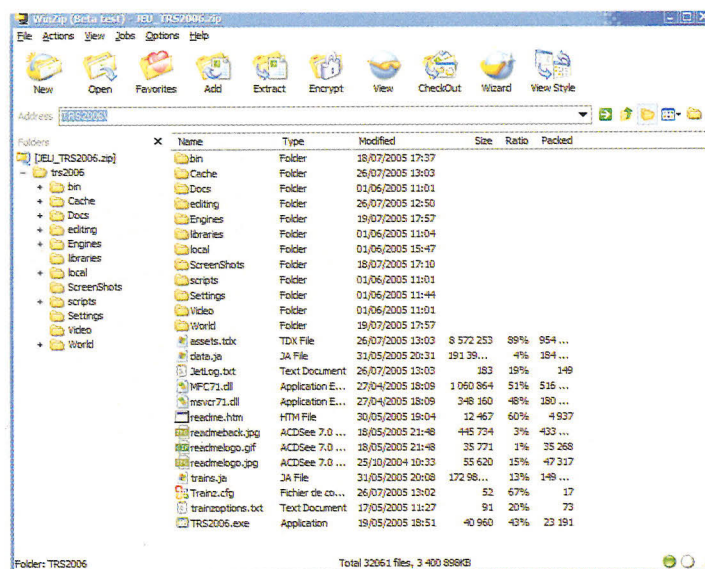 WinZip (Beta test) - JEU_TRS2006.zip
File Actions View Jobs Options Help
New Open Favorites Add Extract Encrypt View CheckOut Wizard View Style
Address TRS2006\
Folders
[JEU_TRS2006.zip]
trs2006
bin
Cache
Docs
editing
Engines
libraries
local
ScreenShots
scripts
Settings
Video
World
Name Type Modified Size Ratio Packed
bin Folder 18/07/2005 17:37
Cache Folder 26/07/2005 13:03
Docs Folder 01/06/2005 11:01
editing Folder 26/07/2005 12:50
Engines Folder 19/07/2005 17:57
libraries Folder 01/06/2005 11:04
local Folder 01/06/2005 15:47
ScreenShots Folder 18/07/2005 17:10
scripts Folder 01/06/2005 11:01
Settings Folder 01/06/2005 11:44
Video Folder 01/06/2005 11:01
World Folder 19/07/2005 17:57
assets.tdx TDX File 26/07/2005 13:03 8 572 253 89% 954 ...
data.ja JA File 31/05/2005 20:31 191 39... 4% 184 ...
JetLog.txt Text Document 26/07/2005 13:03 183 19% 149
MFC71.dll Application E... 27/04/2005 18:09 1 060 864 51% 516 ...
msvcr71.dll Application E... 27/04/2005 18:09 348 160 48% 180 ...
readme.htm HTM File 30/05/2005 19:04 12 467 60% 4 937
readmeback.jpg ACDSee 7.0 ... 18/05/2005 21:48 445 734 3% 433 ...
readmelogo.gif ACDSee 7.0 ... 18/05/2005 21:48 35 771 1% 35 268
readmelogo.jpg ACDSee 7.0 ... 25/10/2004 10:33 55 620 15% 47 317
trains.ja JA File 31/05/2005 20:08 172 98... 13% 149 ...
Trainz.cfg Fichier de co... 26/07/2005 13:02 52 67% 17
trainzoptions.txt Text Document 17/05/2005 11:27 91 20% 73
TRS2006.exe Application 19/05/2005 18:51 40 960 43% 23 191
Folder: TRS2006 Total 32061 files, 3 400 898KB